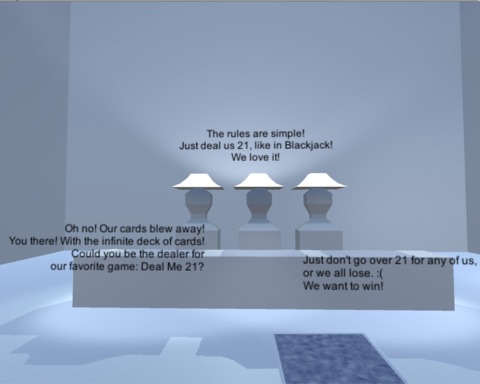 The rules are simple!
Just deal us 21, like in Blackjack!
We love it!
Oh no! Our cards blew away!
You there! With the infinite deck of cards!
Could you be the dealer for
our favorite game: Deal Me 21?
Just don't go over 21 for any of us,
or we all lose. :(
We want to win!